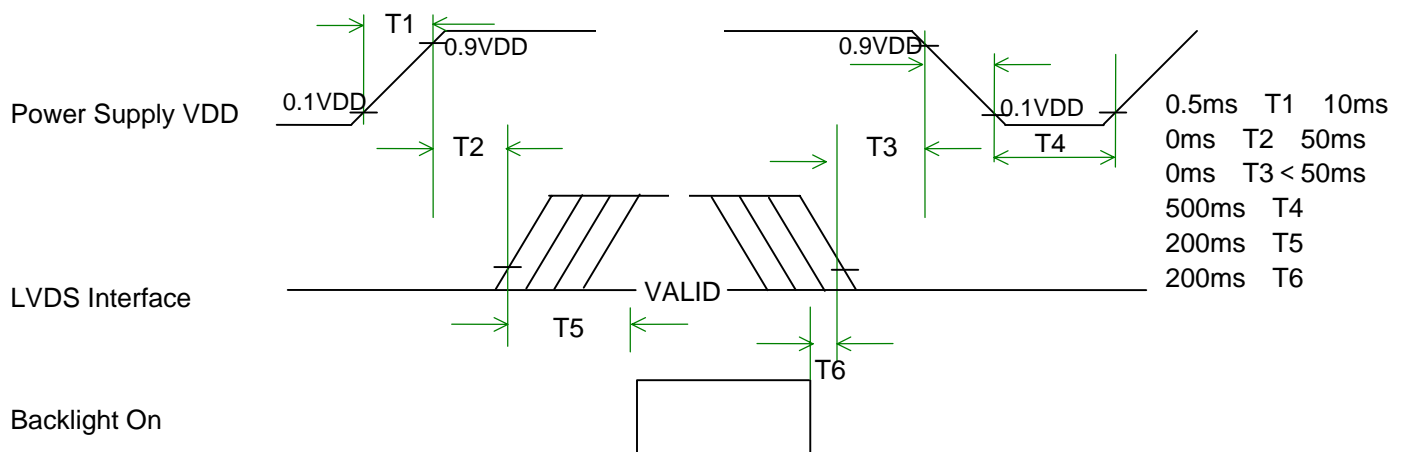 T1
0.9VDD
0.9VDD
Power Supply VDD
0.1VDD
0.1VDD
T2
T3
T4
0.5ms T1 10ms
0ms T2 50ms
0ms T3 < 50ms
500ms T4
200ms T5
200ms T6
LVDS Interface
VALID
T5
T6
Backlight On